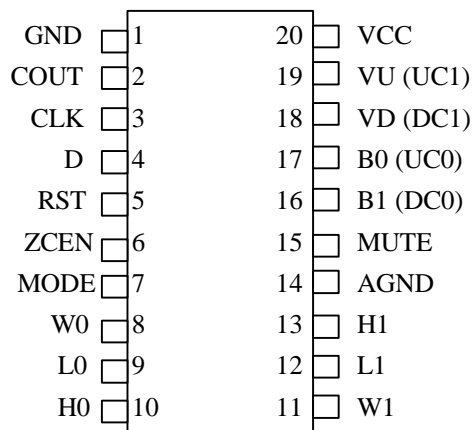 GND 1 20 VCC
COUT 2 19 VU (UC1)
CLK 3 18 VD (DC1)
D 4 17 B0 (UC0)
RST 5 16 B1 (DC0)
ZCEN 6 15 MUTE
MODE 7 14 AGND
W0 8 13 H1
L0 9 12 L1
H0 10 11 W1